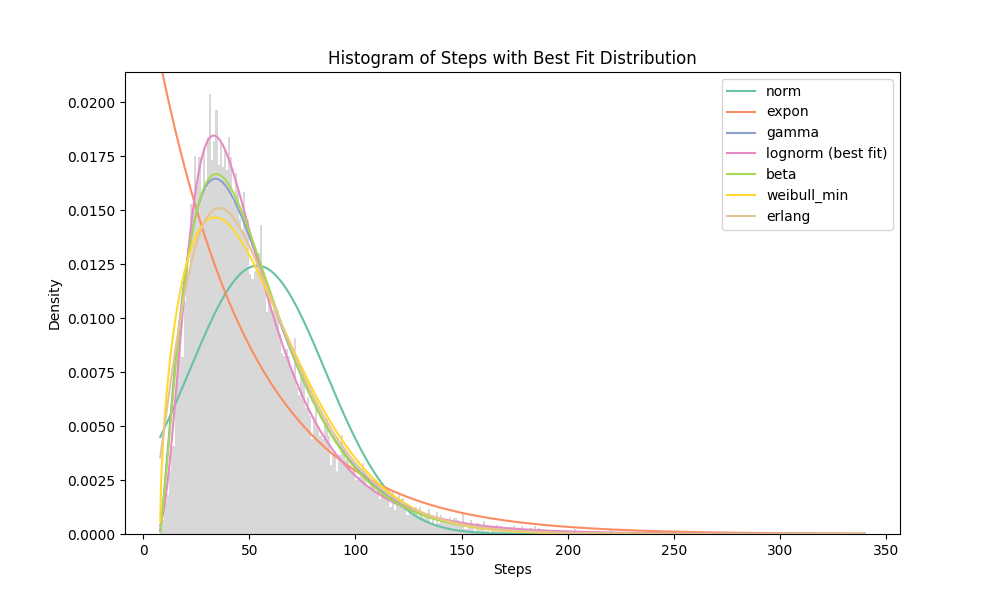 Histogram of Steps with Best Fit Distribution
norm
expon
gamma
lognorm (best fit)
beta
weibull_min
erlang
Density
0.0200
0.0175
0.0150
0.0125
0.0100
0.0075
0.0050
0.0025
0.0000
0 50 100 150 200 250 300 350
Steps